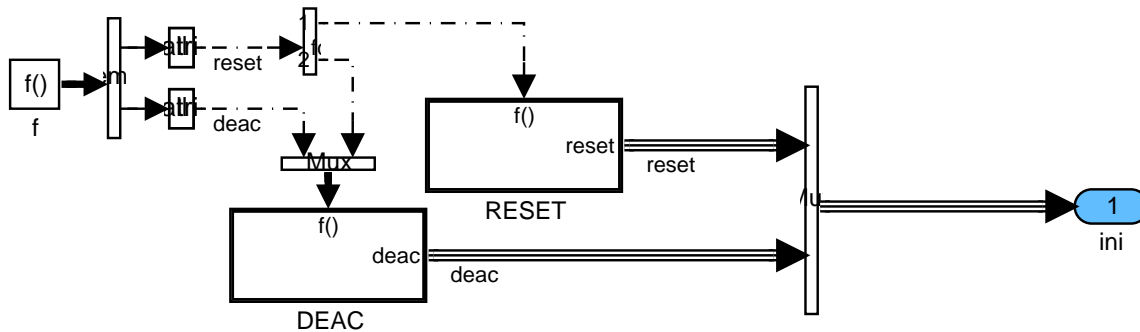 1
2
reset
f()
f
deac
f()
reset
reset
Mux
RESET
f()
deac
deac
DEAC
1
ini